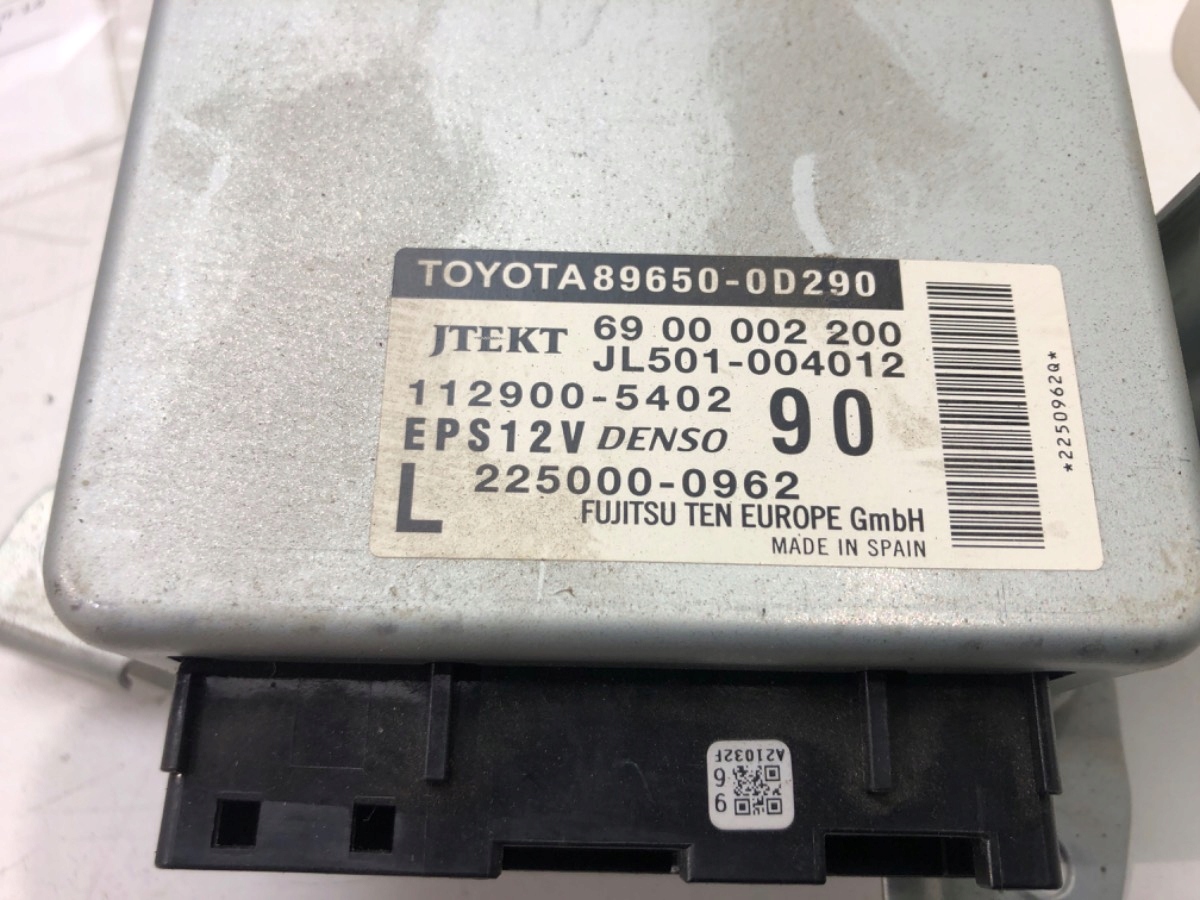 TOYOTA 89650-0D290
JTEKT 69 00 002 200
JL501-004012
112900-5402 90
EPS12V DENSO
L 225000-0962
FUJITSU TEN EUROPE GmbH
MADE IN SPAIN
*2250962Q*
A21032F
9 6